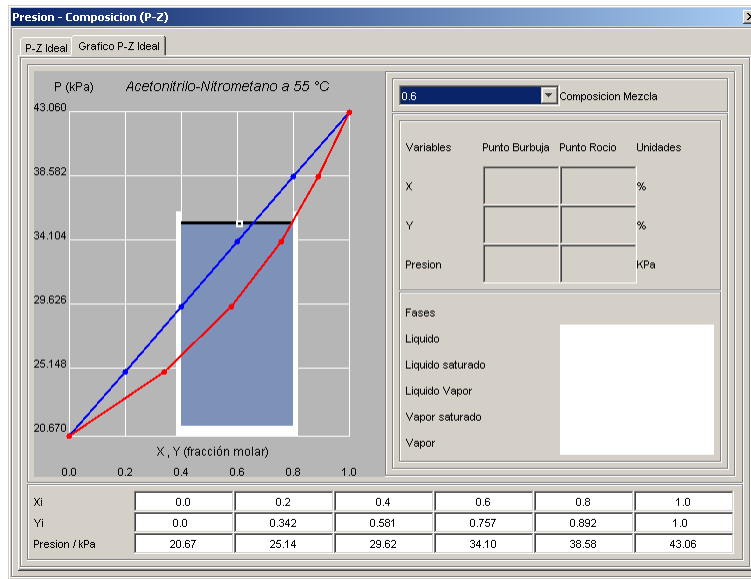 Presion - Composicion (P-Z)
P-Z Ideal Grafico P-Z Ideal
P (kPa) Acetonitrilo-Nitrometano a 55 °C
43.060
38.582
34.104
29.626
25.148
20.670
X , Y (fracción molar)
0.0 0.2 0.4 0.6 0.8 1.0
0.6 Composicion Mezcla
Variables Punto Burbuja Punto Rocio Unidades
X %
Y %
Presion KPa
Fases
Liquido
Liquido saturado
Liquido Vapor
Vapor saturado
Vapor
Xi 0.0 0.2 0.4 0.6 0.8 1.0
Yi 0.0 0.342 0.581 0.757 0.892 1.0
Presion / kPa 20.67 25.14 29.62 34.10 38.58 43.06